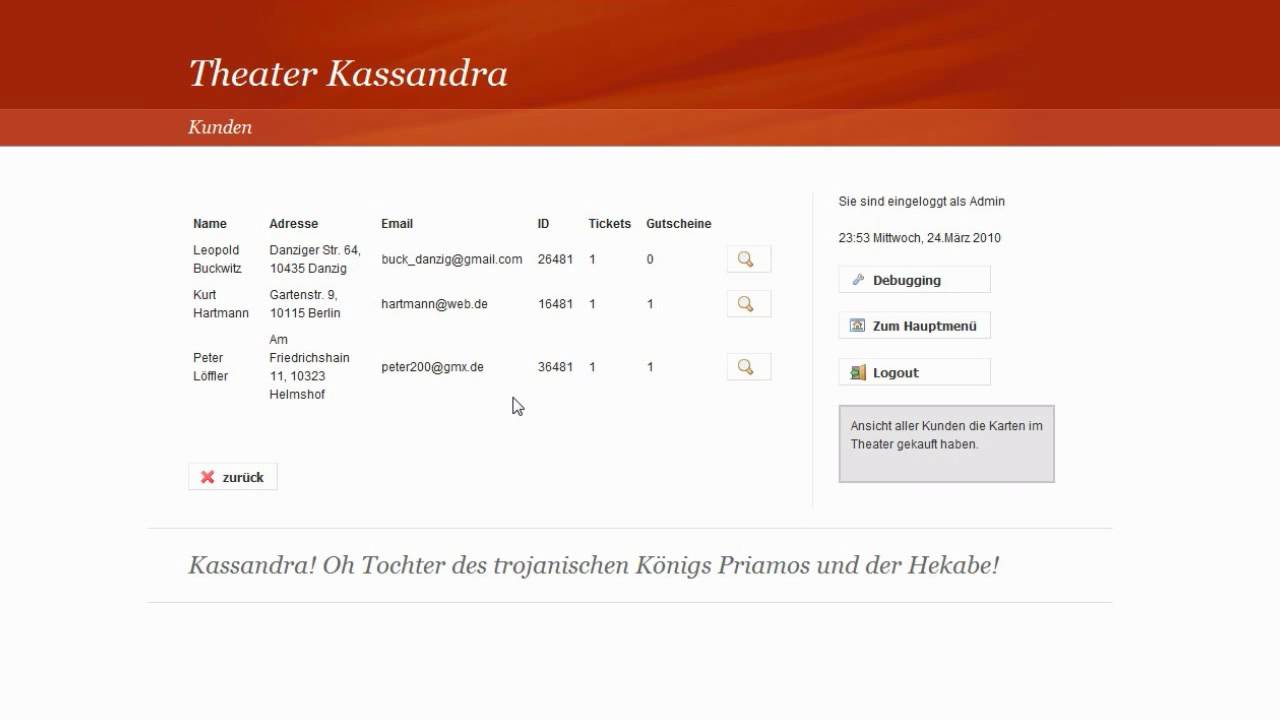 Theater Kassandra
Kunden
Name Adresse Email ID Tickets Gutscheine
Leopold Buckwitz Danziger Str. 64, 10435 Danzig buck_danzig@gmail.com 26481 1 0
Kurt Hartmann Gartenstr. 9, 10115 Berlin hartmann@web.de 16481 1 1
Peter Löffler Am Friedrichshain 11, 10323 Helmshof peter200@gmx.de 36481 1 1
zurück
Sie sind eingeloggt als Admin
23:53 Mittwoch, 24.März 2010
Debugging
Zum Hauptmenü
Logout
Ansicht aller Kunden die Karten im
Theater gekauft haben.
Kassandra! Oh Tochter des trojanischen Königs Priamos und der Hekabe!